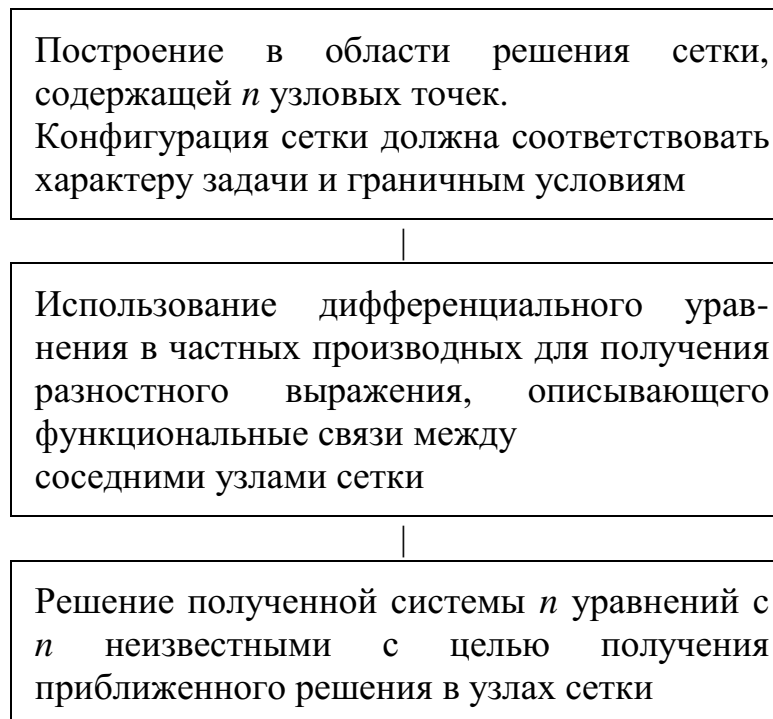 Построение в области решения сетки,
содержащей n узловых точек.
Конфигурация сетки должна соответствовать
характеру задачи и граничным условиям
Использование дифференциального урав-
нения в частных производных для получения
разностного выражения, описывающего
функциональные связи между
соседними узлами сетки
Решение полученной системы n уравнений с
n неизвестными с целью получения
приближенного решения в узлах сетки